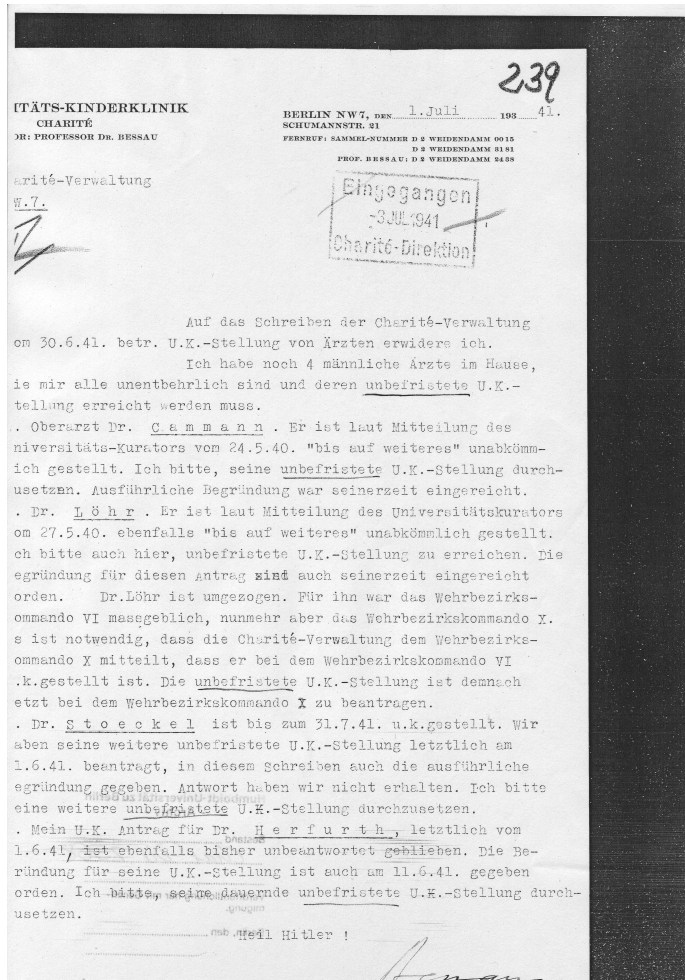 239
ITÄTS-KINDERKLINIK
CHARITÉ
OR: PROFESSOR DR. BESSAU
BERLIN NW7, DEN 1.Juli 193 41.
SCHUMANNSTR. 21
FERNRUF: SAMMEL-NUMMER D 2 WEIDENDAMM 0015
D 2 WEIDENDAMM 3181
PROF. BESSAU: D 2 WEIDENDAMM 2438
arité-Verwaltung
w.7.
Eingegangen
-3 JUL 1941
Charité-Direktion
Auf das Schreiben der Charité-Verwaltung
om 30.6.41. betr. U.K.-Stellung von Ärzten erwidere ich.
Ich habe noch 4 männliche Ärzte im Hause,
ie mir alle unentbehrlich sind und deren unbefristete U.K.-
tellung erreicht werden muss.
. Oberarzt Dr. C a m m a n n . Er ist laut Mitteilung des
niversitäts-Kurators vom 24.5.40. "bis auf weiteres" unabkömm-
ich gestellt. Ich bitte, seine unbefristete U.K.-Stellung durch-
usetzen. Ausführliche Begründung war seinerzeit eingereicht.
. Dr. L ö h r . Er ist laut Mitteilung des Universitätskurators
om 27.5.40. ebenfalls "bis auf weiteres" unabkömmlich gestellt.
ch bitte auch hier, unbefristete U.K.-Stellung zu erreichen. Die
egründung für diesen Antrag sind auch seinerzeit eingereicht
orden. Dr.Löhr ist umgezogen. Für ihn war das Wehrbezirks-
ommando VI massgeblich, nunmehr aber das Wehrbezirkskommando X.
s ist notwendig, dass die Charité-Verwaltung dem Wehrbezirks-
ommando X mitteilt, dass er bei dem Wehrbezirkskommando VI
.k.gestellt ist. Die unbefristete U.K.-Stellung ist demnach
etzt bei dem Wehrbezirkskommando X zu beantragen.
. Dr. S t o e c k e l ist bis zum 31.7.41. u.k.gestellt. Wir
aben seine weitere unbefristete U.K.-Stellung letztlich am
1.6.41. beantragt, in diesem Schreiben auch die ausführliche
egründung gegeben. Antwort haben wir nicht erhalten. Ich bitte
eine weitere unbefristete U.K.-Stellung durchzusetzen.
. Mein U.K. Antrag für Dr. H e r f u r t h , letztlich vom
1.6.41, ist ebenfalls bisher unbeantwortet geblieben. Die Be-
ründung für seine U.K.-Stellung ist auch am 11.6.41. gegeben
orden. Ich bitte, seine dauernde unbefristete U.K.-Stellung durch-
usetzen.
Heil Hitler !